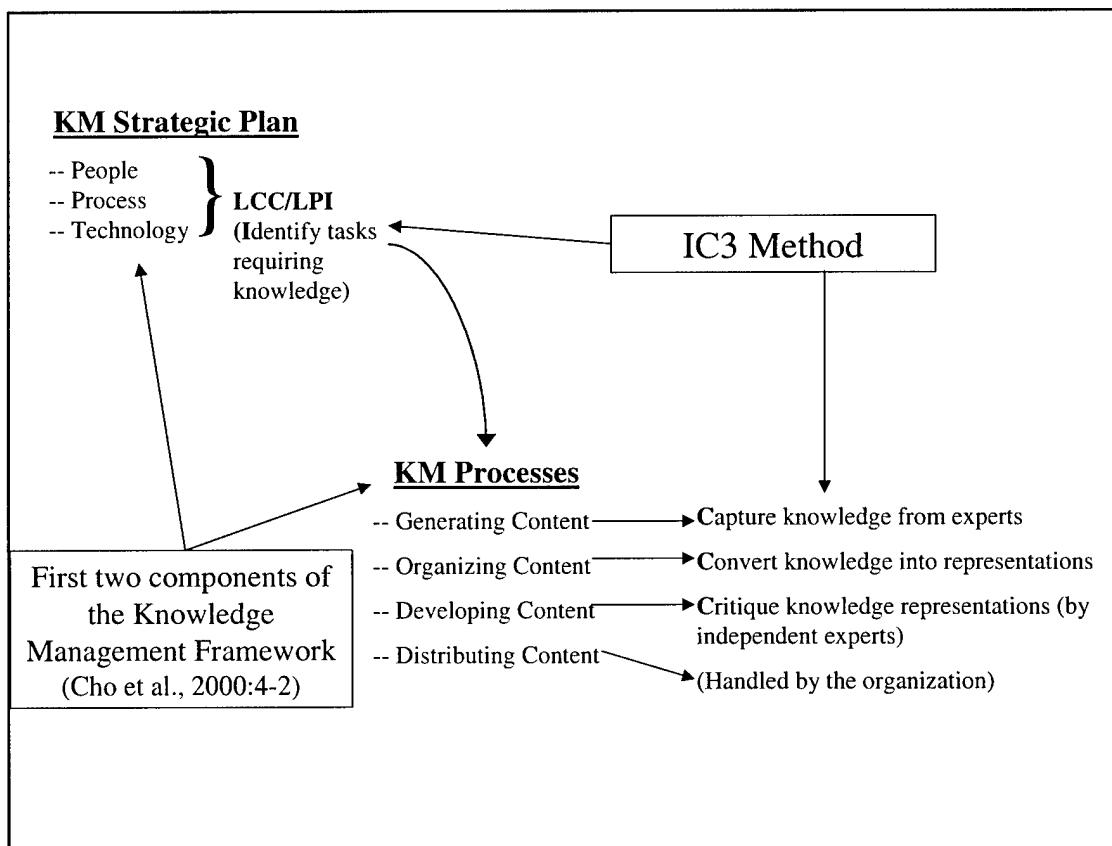 KM Strategic Plan
-- People
-- Process
-- Technology
LCC/LPI
(Identify tasks
requiring
knowledge)
IC3 Method
KM Processes
-- Generating Content
-- Organizing Content
-- Developing Content
-- Distributing Content
Capture knowledge from experts
Convert knowledge into representations
Critique knowledge representations (by
independent experts)
(Handled by the organization)
First two components of
the Knowledge
Management Framework
(Cho et al., 2000:4-2)